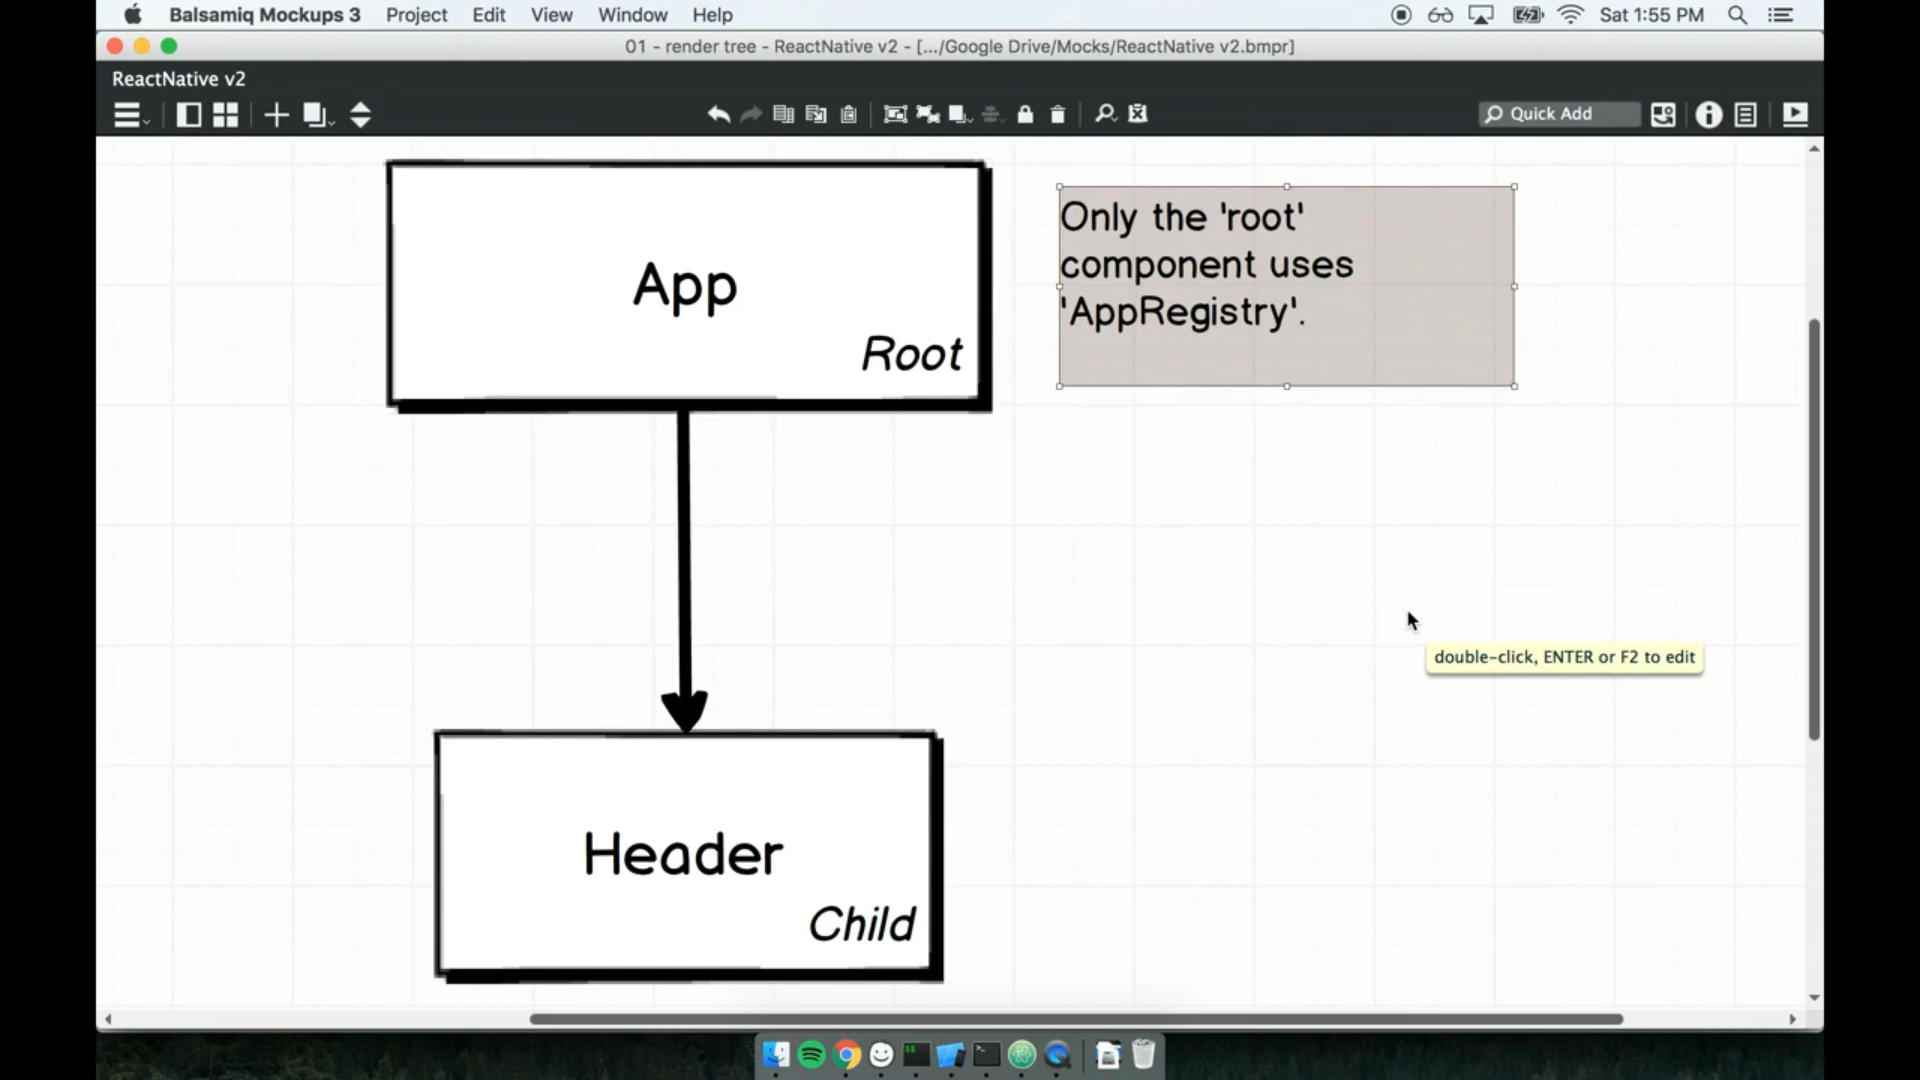 Balsamiq Mockups 3 Project Edit View Window Help Sat 1:55 PM
01 - render tree - ReactNative v2 - [.../Google Drive/Mocks/ReactNative v2.bmpr]
ReactNative v2
Quick Add
App
Root
Only the 'root'
component uses
'AppRegistry'.
double-click, ENTER or F2 to edit
Header
Child